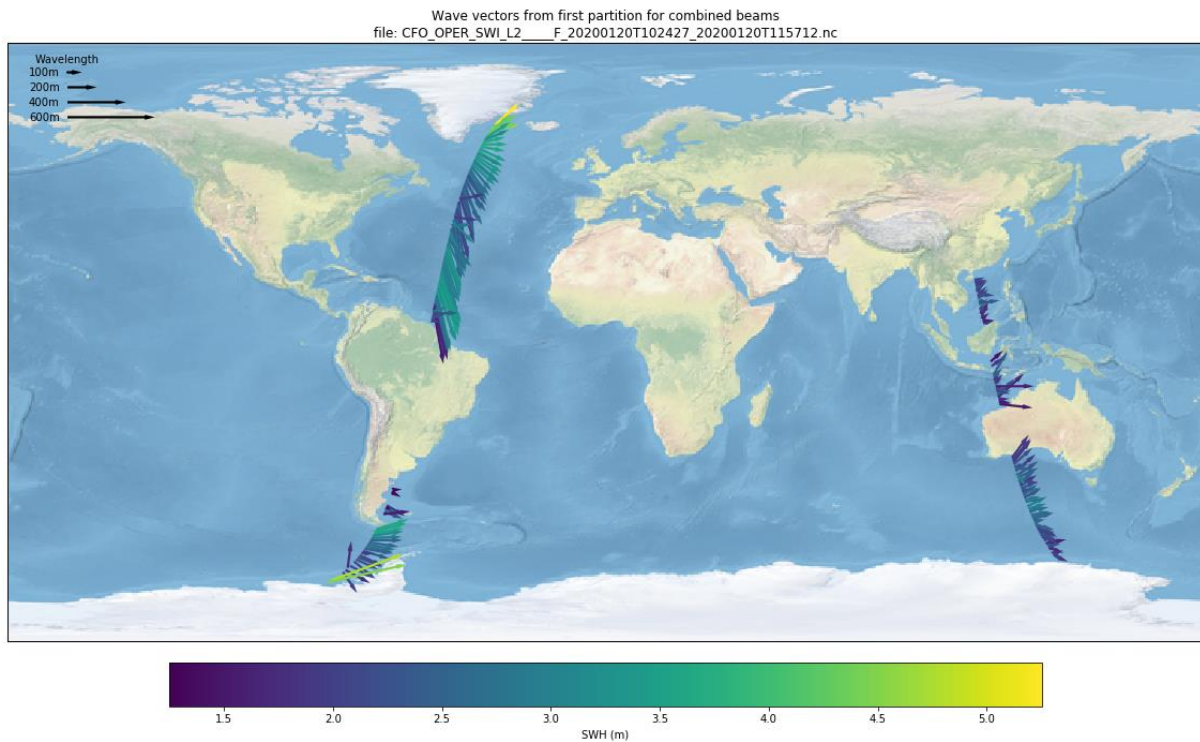 Wave vectors from first partition for combined beams
file: CFO_OPER_SWI_L2_____F_20200120T102427_20200120T115712.nc
Wavelength
100m
200m
400m
600m
1.5 2.0 2.5 3.0 3.5 4.0 4.5 5.0
SWH (m)